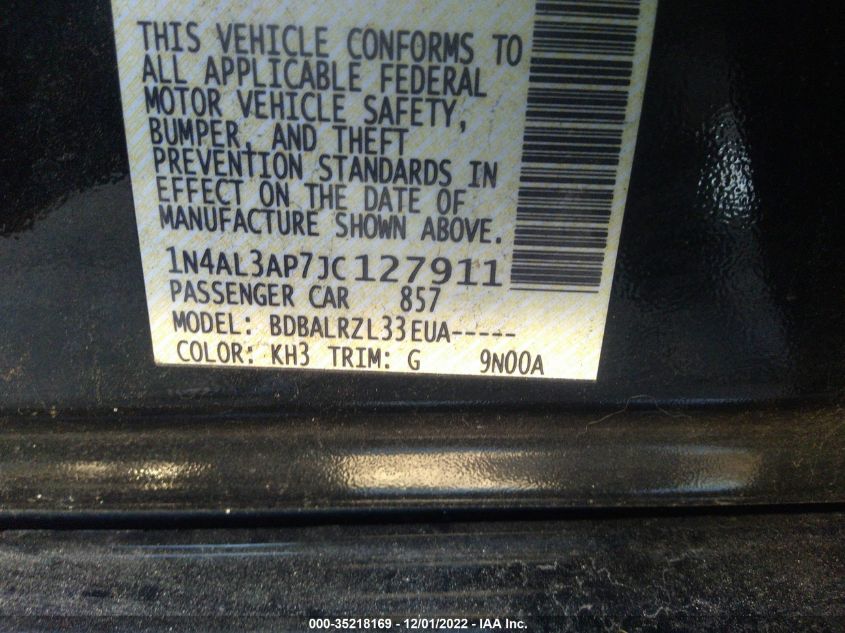 THIS VEHICLE CONFORMS TO
ALL APPLICABLE FEDERAL
MOTOR VEHICLE SAFETY,
BUMPER, AND THEFT
PREVENTION STANDARDS IN
EFFECT ON THE DATE OF
MANUFACTURE SHOWN ABOVE.
1N4AL3AP7JC127911
PASSENGER CAR 857
MODEL: BDBALRZL33EUA-----
COLOR: KH3 TRIM: G 9N00A
000-35218169 - 12/01/2022 - IAA Inc.